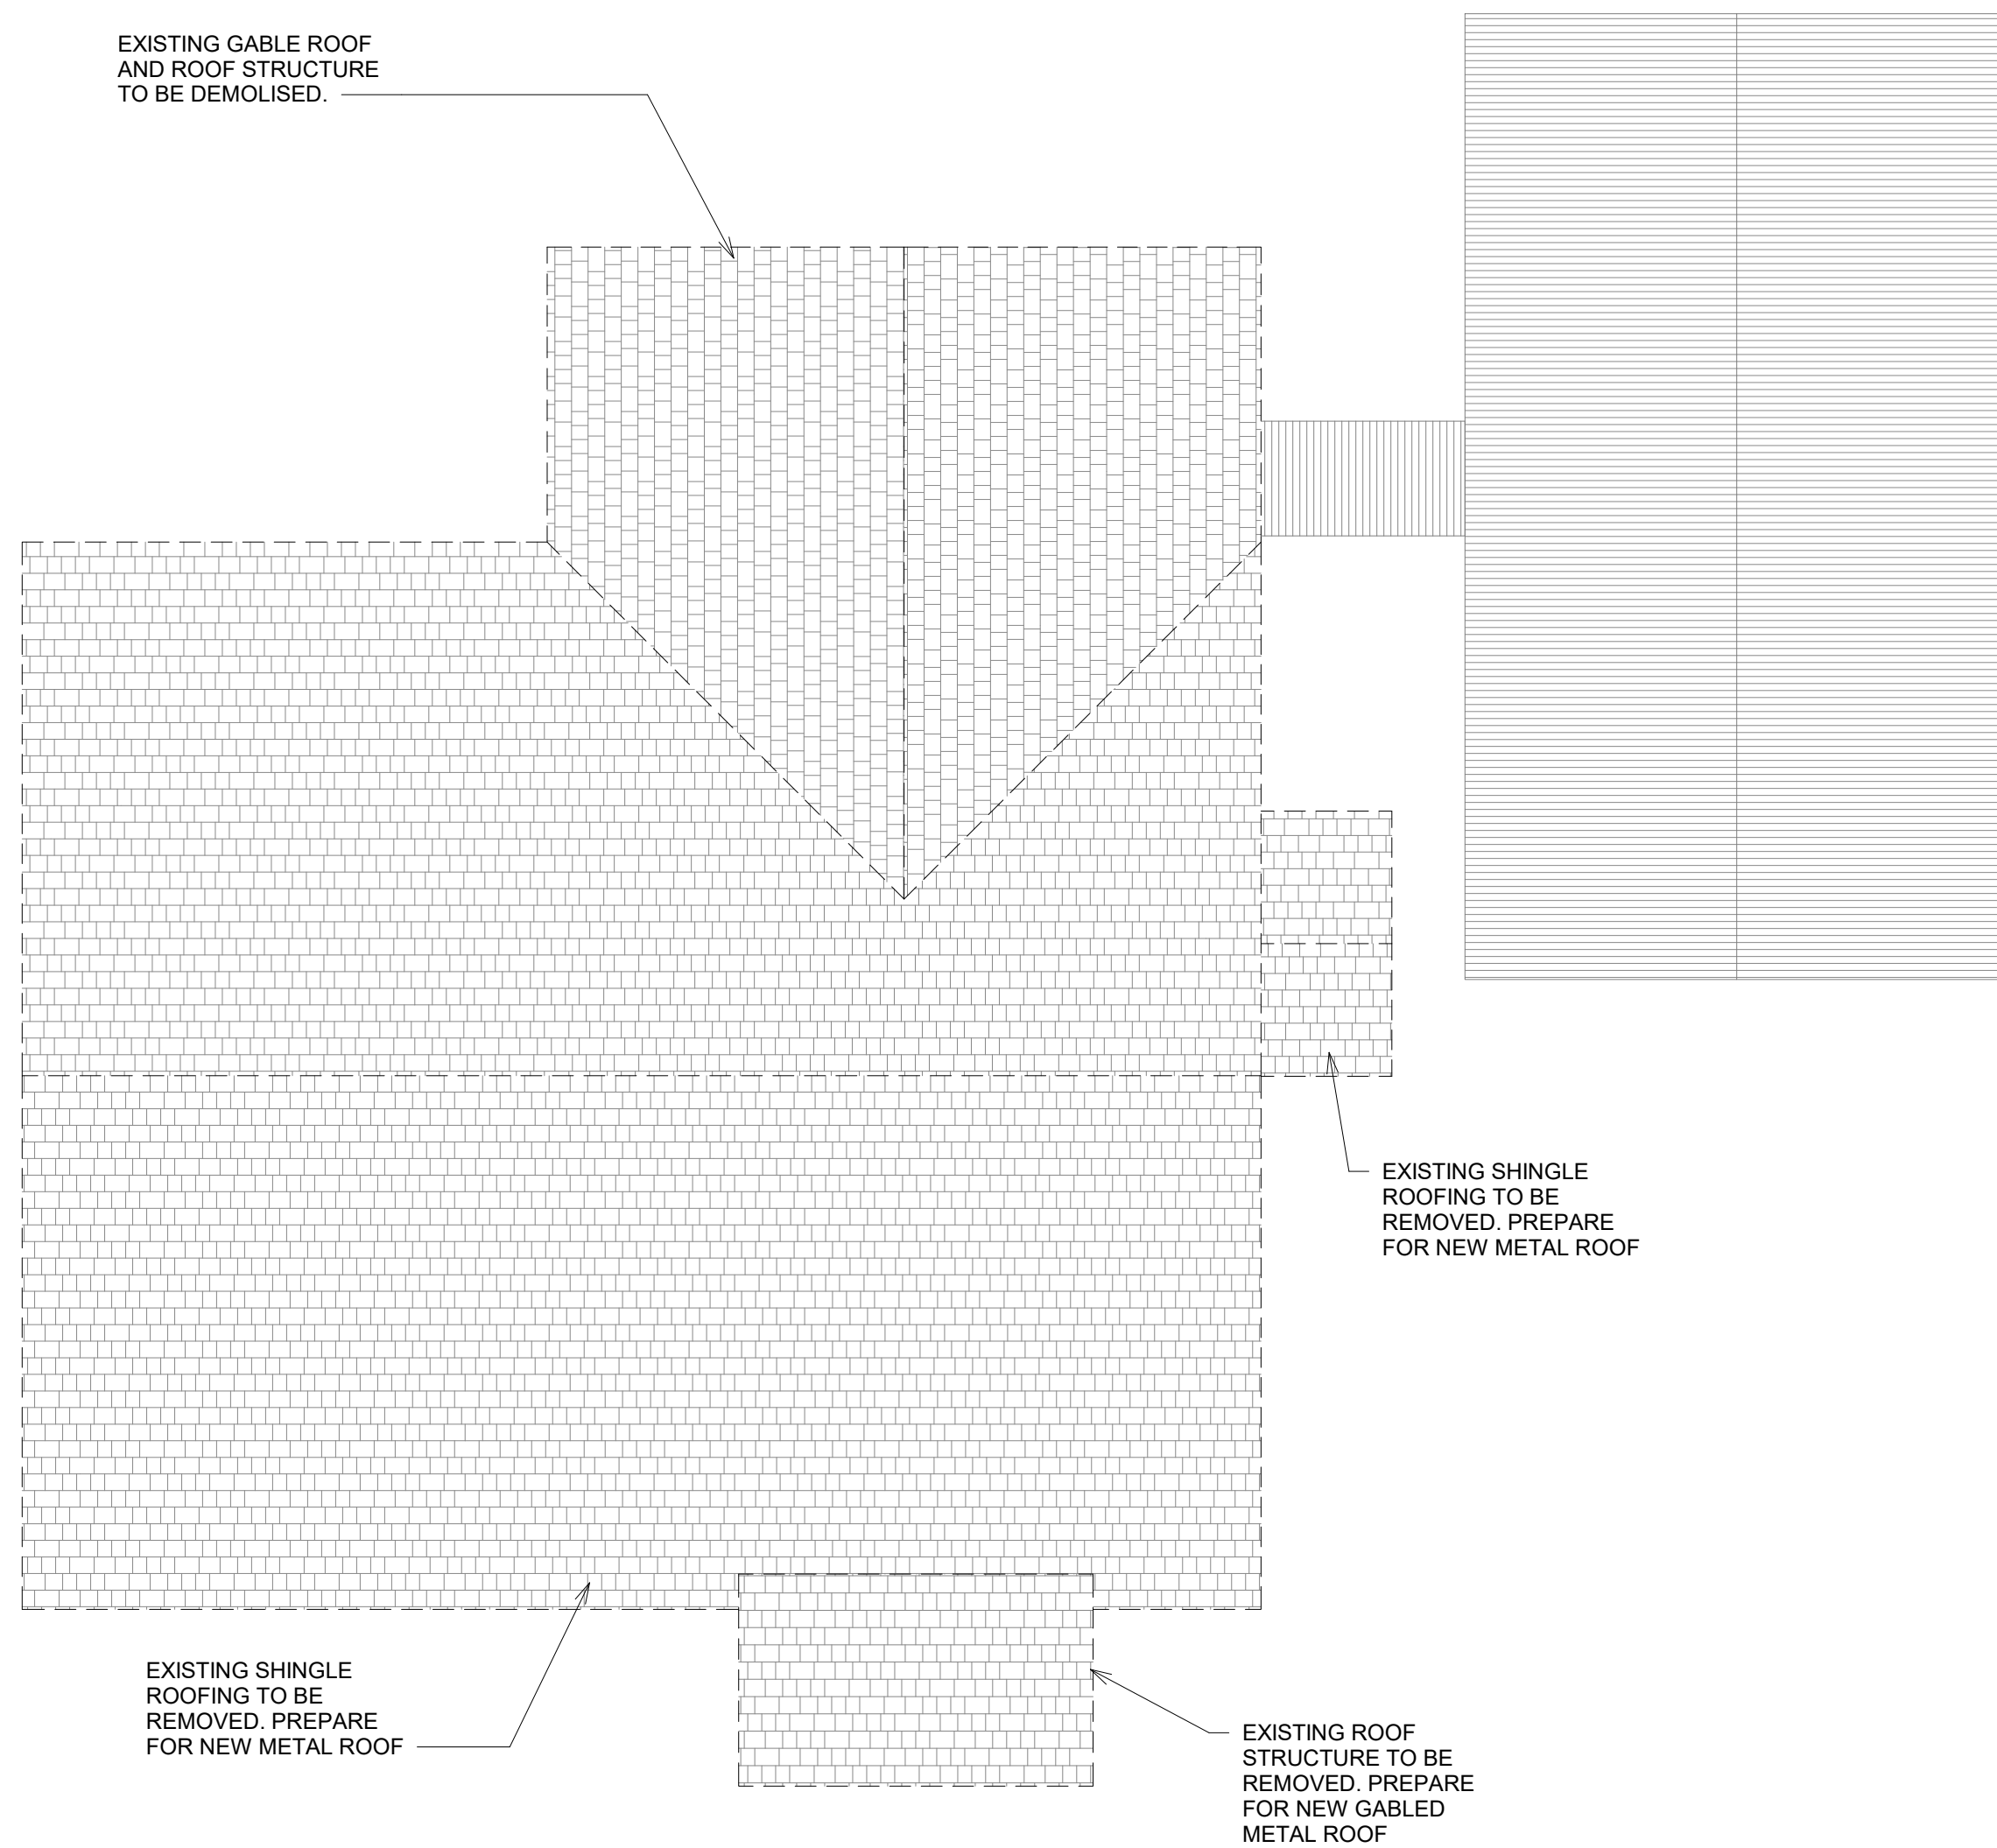 EXISTING GABLE ROOF
AND ROOF STRUCTURE
TO BE DEMOLISED.
EXISTING SHINGLE
ROOFING TO BE
REMOVED. PREPARE
FOR NEW METAL ROOF
EXISTING SHINGLE
ROOFING TO BE
REMOVED. PREPARE
FOR NEW METAL ROOF
EXISTING ROOF
STRUCTURE TO BE
REMOVED. PREPARE
FOR NEW GABLED
METAL ROOF